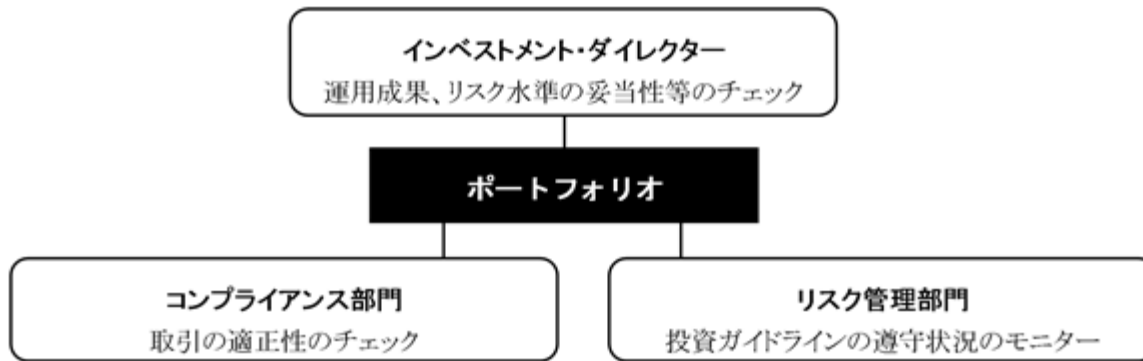 インベストメント・ダイレクター
運用成果、リスク水準の妥当性等のチェック
ポートフォリオ
コンプライアンス部門
取引の適正性のチェック
リスク管理部門
投資ガイドラインの遵守状況のモニター